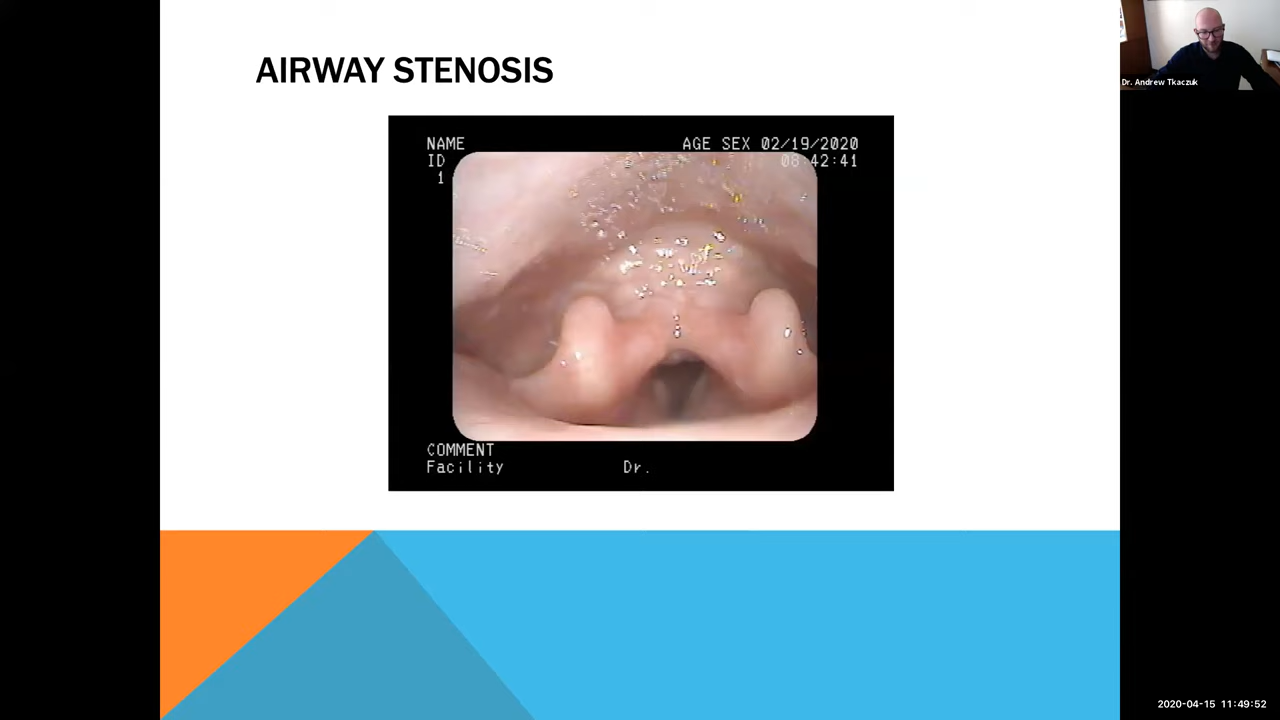 AIRWAY STENOSIS
NAME AGE SEX 02/19/2020
ID 08:42:41
1
COMMENT
Facility Dr.
Dr. Andrew Tkaczuk
2020-04-15 11:49:52